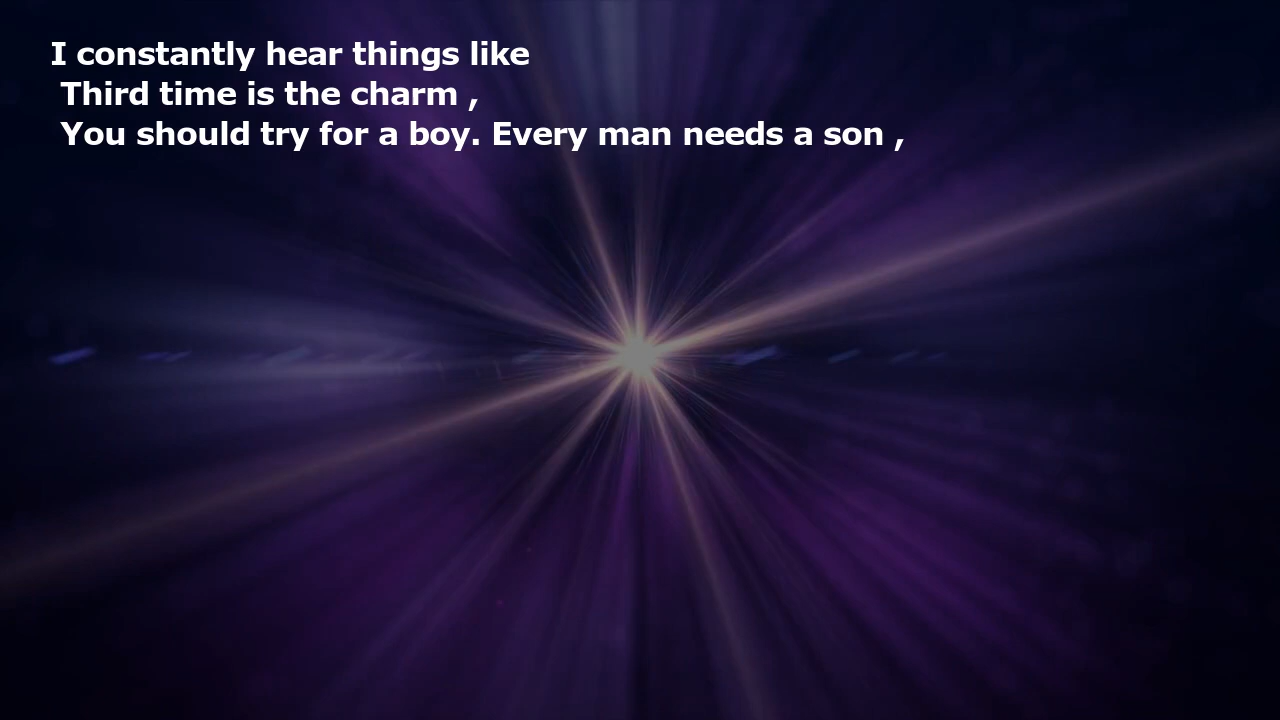 I constantly hear things like
Third time is the charm ,
You should try for a boy. Every man needs a son ,